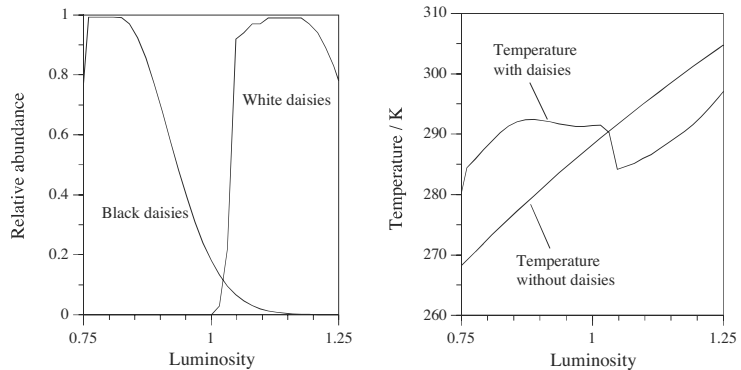 1
0.8
0.6
0.4
0.2
0
0.75
1
1.25
Relative abundance
Luminosity
White daisies
Black daisies
310
300
290
280
270
260
0.75
1
1.25
Temperature / K
Luminosity
Temperature
with daisies
Temperature
without daisies